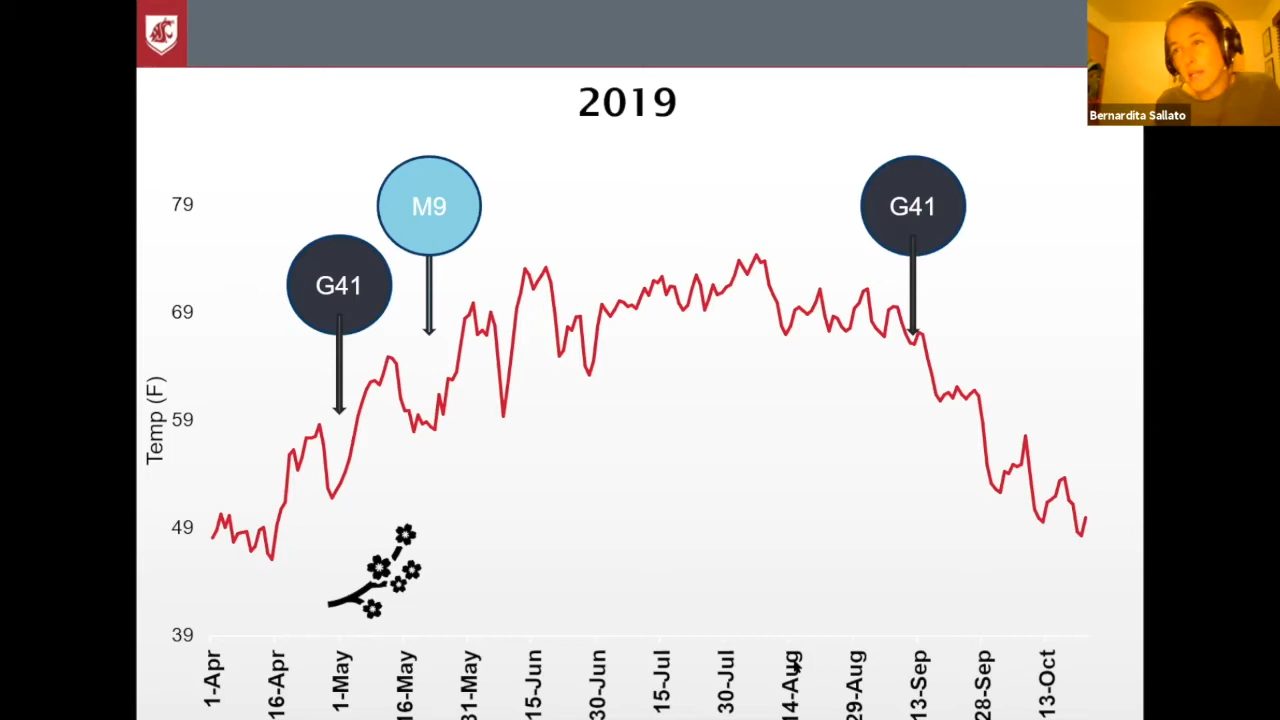 Bernardita Sallato
2019
G41
M9
G41
Temp (F)
79
69
59
49
39
1-Apr
16-Apr
1-May
16-May
31-May
15-Jun
30-Jun
15-Jul
30-Jul
14-Aug
29-Aug
13-Sep
28-Sep
13-Oct